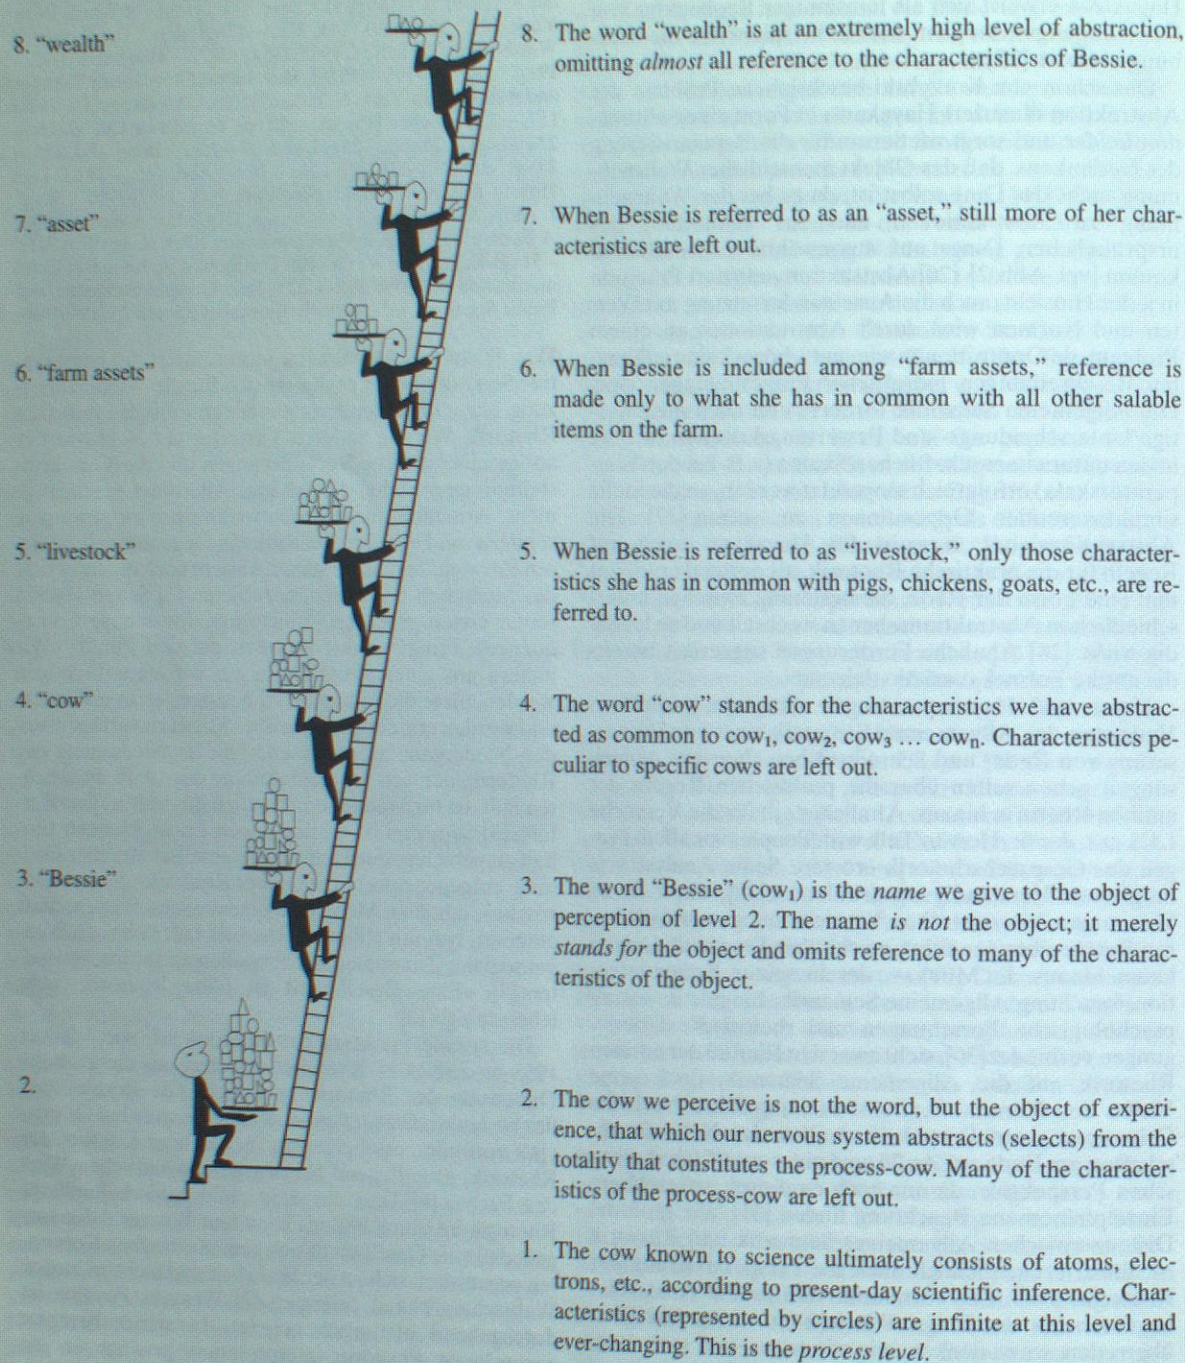 8. “wealth”
8. The word “wealth” is at an extremely high level of abstraction,
omitting almost all reference to the characteristics of Bessie.
7. “asset”
7. When Bessie is referred to as an “asset,” still more of her char-
acteristics are left out.
6. “farm assets”
6. When Bessie is included among “farm assets,” reference is
made only to what she has in common with all other salable
items on the farm.
5. “livestock”
5. When Bessie is referred to as “livestock,” only those character-
istics she has in common with pigs, chickens, goats, etc., are re-
ferred to.
4. “cow”
4. The word “cow” stands for the characteristics we have abstrac-
ted as common to cow₁, cow₂, cow₃ ... cowₙ. Characteristics pe-
culiar to specific cows are left out.
3. “Bessie”
3. The word “Bessie” (cow₁) is the name we give to the object of
perception of level 2. The name is not the object; it merely
stands for the object and omits reference to many of the charac-
teristics of the object.
2.
2. The cow we perceive is not the word, but the object of experi-
ence, that which our nervous system abstracts (selects) from the
totality that constitutes the process-cow. Many of the character-
istics of the process-cow are left out.
1. The cow known to science ultimately consists of atoms, elec-
trons, etc., according to present-day scientific inference. Char-
acteristics (represented by circles) are infinite at this level and
ever-changing. This is the process level.